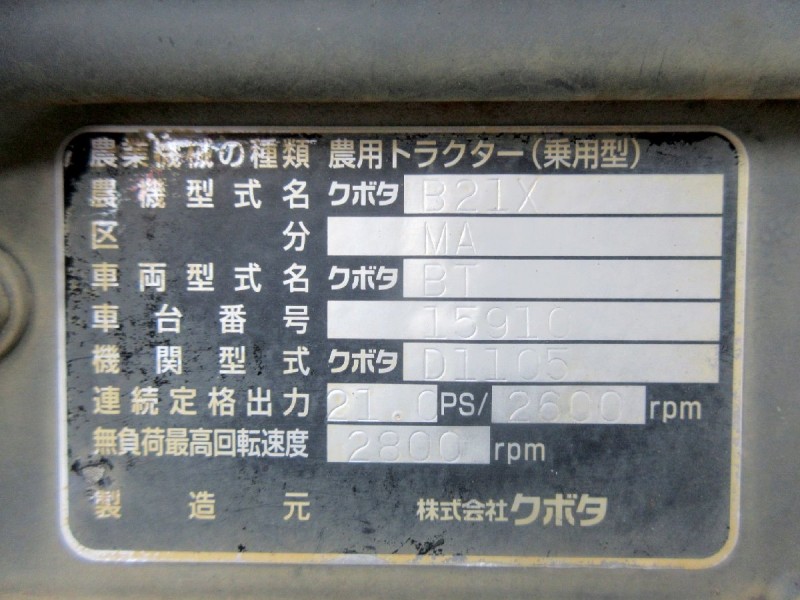 農業機械の種類 農用トラクター(乗用型)
農機型式名 クボタ B21X
区分 MA
車両型式名 クボタ BT
車台番号 15910
機関型式 クボタ D1105
連続定格出力 21.0PS/2600rpm
無負荷最高回転速度 2800rpm
製造元 株式会社クボタ